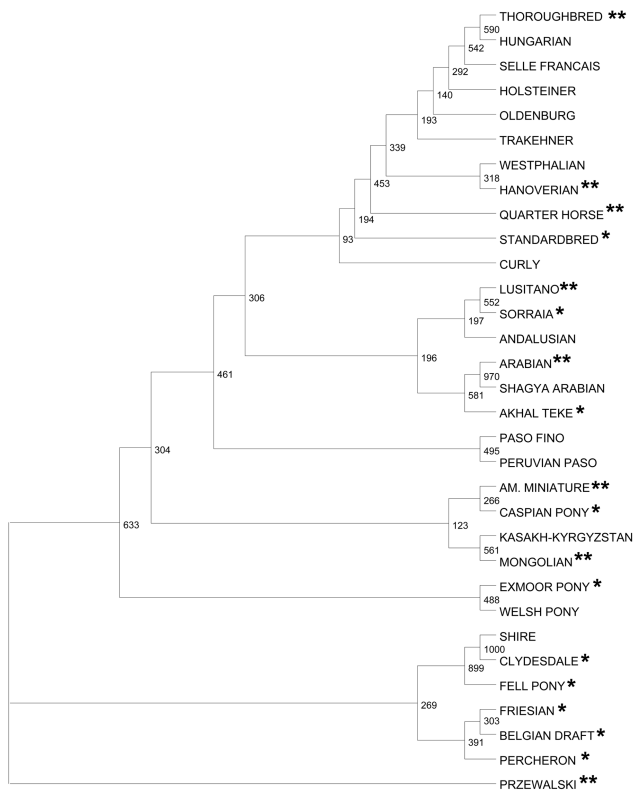 THOROUGHBRED **
590
HUNGARIAN
542
SELLE FRANCAIS
292
HOLSTEINER
140
OLDENBURG
193
TRAKEHNER
339
WESTPHALIAN
318
HANOVERIAN **
453
QUARTER HORSE **
194
STANDARDBRED *
93
CURLY
LUSITANO **
552
SORRAIA *
306
197
ANDALUSIAN
196
ARABIAN **
970
461
SHAGYA ARABIAN
581
AKHAL TEKE *
PASO FINO
304
495
PERUVIAN PASO
AM. MINIATURE **
266
CASPIAN PONY *
633
123
KASAKH-KYRGYZSTAN
561
MONGOLIAN **
EXMOOR PONY *
488
WELSH PONY
SHIRE
1000
CLYDESDALE *
899
FELL PONY *
269
FRIESIAN *
303
BELGIAN DRAFT *
391
PERCHERON *
PRZEWALSKI **